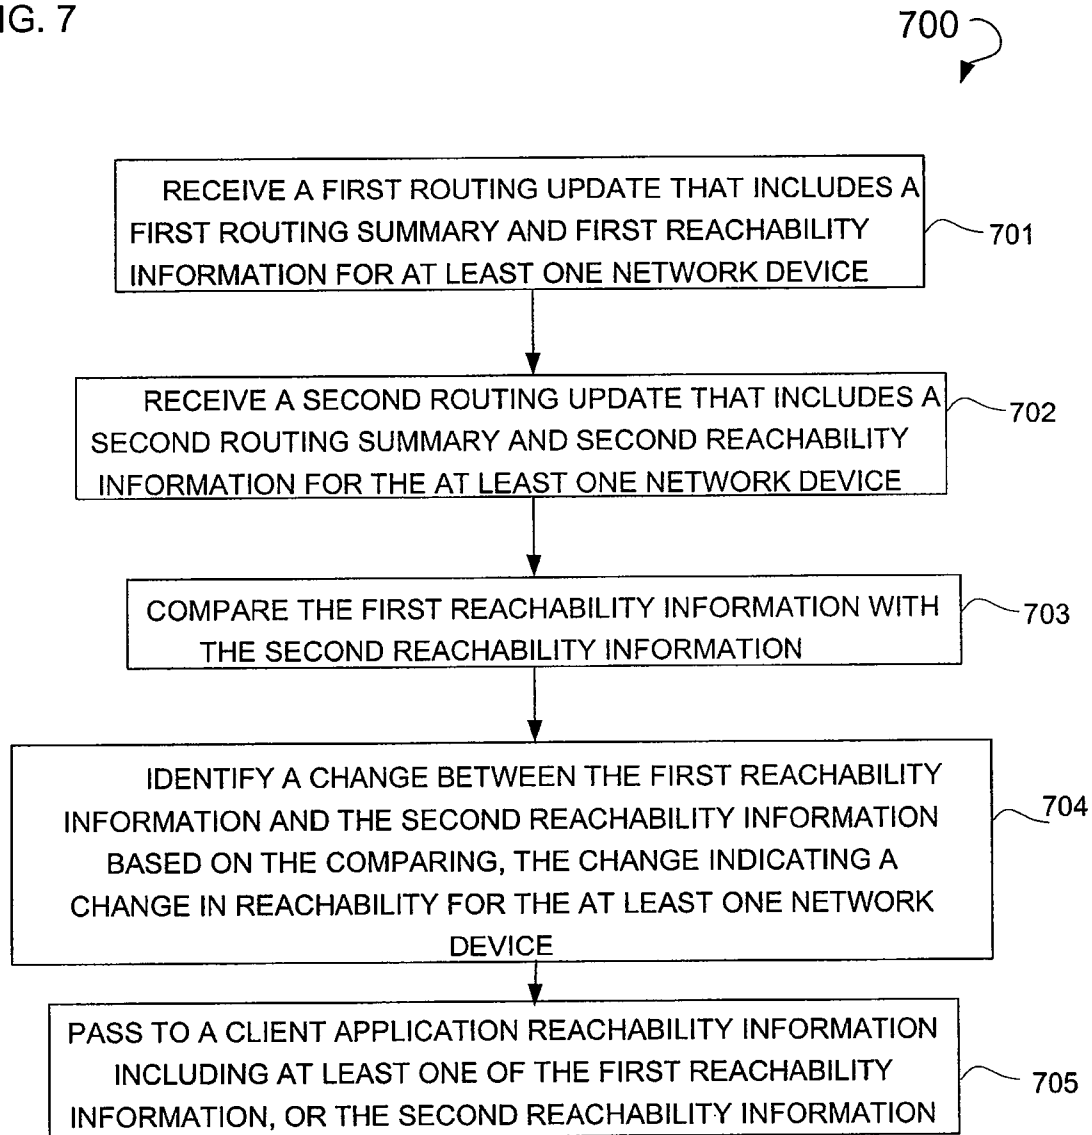 IG. 7
700
RECEIVE A FIRST ROUTING UPDATE THAT INCLUDES A
FIRST ROUTING SUMMARY AND FIRST REACHABILITY
INFORMATION FOR AT LEAST ONE NETWORK DEVICE
701
RECEIVE A SECOND ROUTING UPDATE THAT INCLUDES A
SECOND ROUTING SUMMARY AND SECOND REACHABILITY
INFORMATION FOR THE AT LEAST ONE NETWORK DEVICE
702
COMPARE THE FIRST REACHABILITY INFORMATION WITH
THE SECOND REACHABILITY INFORMATION
703
IDENTIFY A CHANGE BETWEEN THE FIRST REACHABILITY
INFORMATION AND THE SECOND REACHABILITY INFORMATION
BASED ON THE COMPARING, THE CHANGE INDICATING A
CHANGE IN REACHABILITY FOR THE AT LEAST ONE NETWORK
DEVICE
704
PASS TO A CLIENT APPLICATION REACHABILITY INFORMATION
INCLUDING AT LEAST ONE OF THE FIRST REACHABILITY
INFORMATION, OR THE SECOND REACHABILITY INFORMATION
705